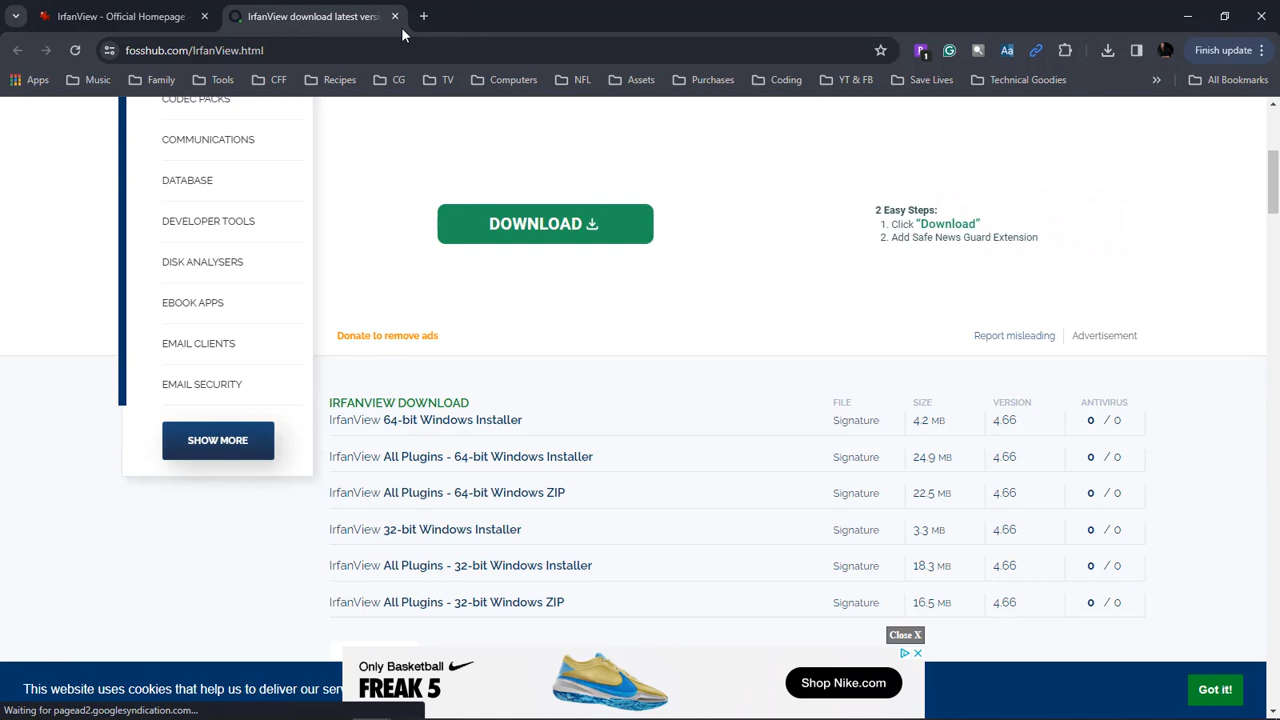 IrfanView - Official Homepage
IrfanView download latest versi
fosshub.com/IrfanView.html
1
Aa
Finish update
Apps
Music
Family
Tools
CFF
Recipes
CG
TV
Computers
NFL
Assets
Purchases
Coding
YT & FB
Save Lives
Technical Goodies
All Bookmarks
CODEC PACKS
COMMUNICATIONS
DATABASE
DEVELOPER TOOLS
DISK ANALYSERS
EBOOK APPS
EMAIL CLIENTS
EMAIL SECURITY
SHOW MORE
DOWNLOAD
2 Easy Steps:
1. Click “Download”
2. Add Safe News Guard Extension
Donate to remove ads
Report misleading
Advertisement
IRFANVIEW DOWNLOAD FILE SIZE VERSION ANTIVIRUS
IrfanView 64-bit Windows Installer Signature 4.2 MB 4.66 0 / 0
IrfanView All Plugins - 64-bit Windows Installer Signature 24.9 MB 4.66 0 / 0
IrfanView All Plugins - 64-bit Windows ZIP Signature 22.5 MB 4.66 0 / 0
IrfanView 32-bit Windows Installer Signature 3.3 MB 4.66 0 / 0
IrfanView All Plugins - 32-bit Windows Installer Signature 18.3 MB 4.66 0 / 0
IrfanView All Plugins - 32-bit Windows ZIP Signature 16.5 MB 4.66 0 / 0
Close X
Only Basketball
FREAK 5
Shop Nike.com
This website uses cookies that help us to deliver our serv
Got it!
Waiting for pagead2.googlesyndication.com...